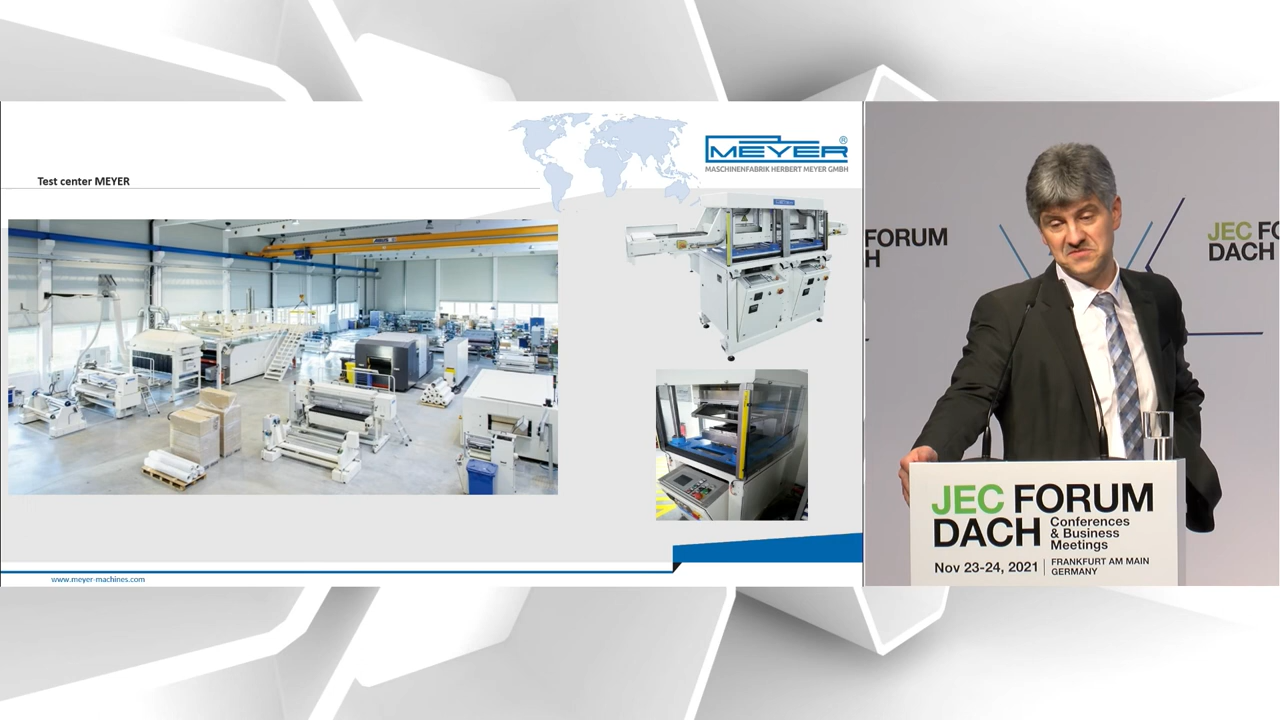 Test center MEYER
MEYER®
MASCHINENFABRIK HERBERT MEYER GMBH
www.meyer-machines.com
FORUM
H
JEC FO
DACH
JEC FORUM
DACH Conferences
& Business
Meetings
Nov 23-24, 2021
FRANKFURT AM MAIN
GERMANY